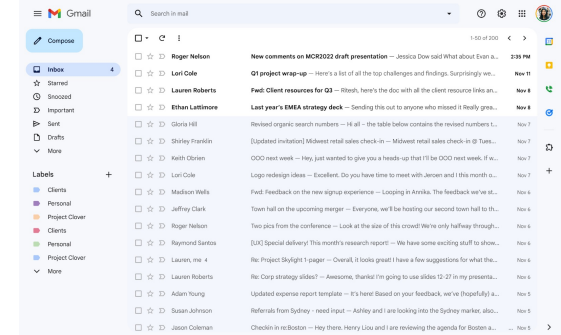 Gmail
Search in mail
Compose
1-50 of 300
Inbox 4
Starred
Snoozed
Important
Sent
Drafts
More
Labels +
Clients
Personal
Project Clover
Clients
Personal
Project Clover
More
Roger Nelson New comments on MCR2022 draft presentation — Jessica Dow said What about Evan a... 2:35 PM
Lori Cole Q1 project wrap-up — Here's a list of all the top challenges and findings. Surprisingly we... Nov 11
Lauren Roberts Fwd: Client resources for Q3 — Ritesh, here's the doc with all the client resource links an... Nov 8
Ethan Lattimore Last year's EMEA strategy deck — Sending this out to anyone who missed it Really grea... Nov 8
Gloria Hill Revised organic search numbers — Hi all – the table below contains the revised numbers t... Nov 7
Shirley Franklin [Updated invitation] Midwest retail sales check-in — Midwest retail sales check-in @ Tues... Nov 7
Keith Obrien OOO next week — Hey, just wanted to give you a heads-up that I'll be OOO next week. If w... Nov 7
Lori Cole Logo redesign ideas — Excellent. Do you have time to meet with Jeroen and I this month o... Nov 7
Madison Wells Fwd: Feedback on the new signup experience — Looping in Annika. The feedback we've st... Nov 6
Jeffrey Clark Town hall on the upcoming merger — Everyone, we'll be hosting our second town hall to th... Nov 6
Roger Nelson Two pics from the conference — Look at the size of this crowd! We're only halfway through... Nov 6
Raymond Santos [UX] Special delivery! This month's research report! — We have some exciting stuff to show... Nov 6
Lauren, me 4 Re: Project Skylight 1-pager — Overall, it looks great! I have a few suggestions for what the... Nov 6
Lauren Roberts Re: Corp strategy slides? — Awesome, thanks! I'm going to use slides 12-27 in my presenta... Nov 6
Adam Young Updated expense report template — It's here! Based on your feedback, we've (hopefully) a... Nov 5
Susan Johnson Referrals from Sydney - need input — Ashley and I are looking into the Sydney market, also... Nov 5
Jason Coleman Checkin in re:Boston — Hey there. Henry Liou and I are reviewing the agenda for Bosten a... ... Nov 5